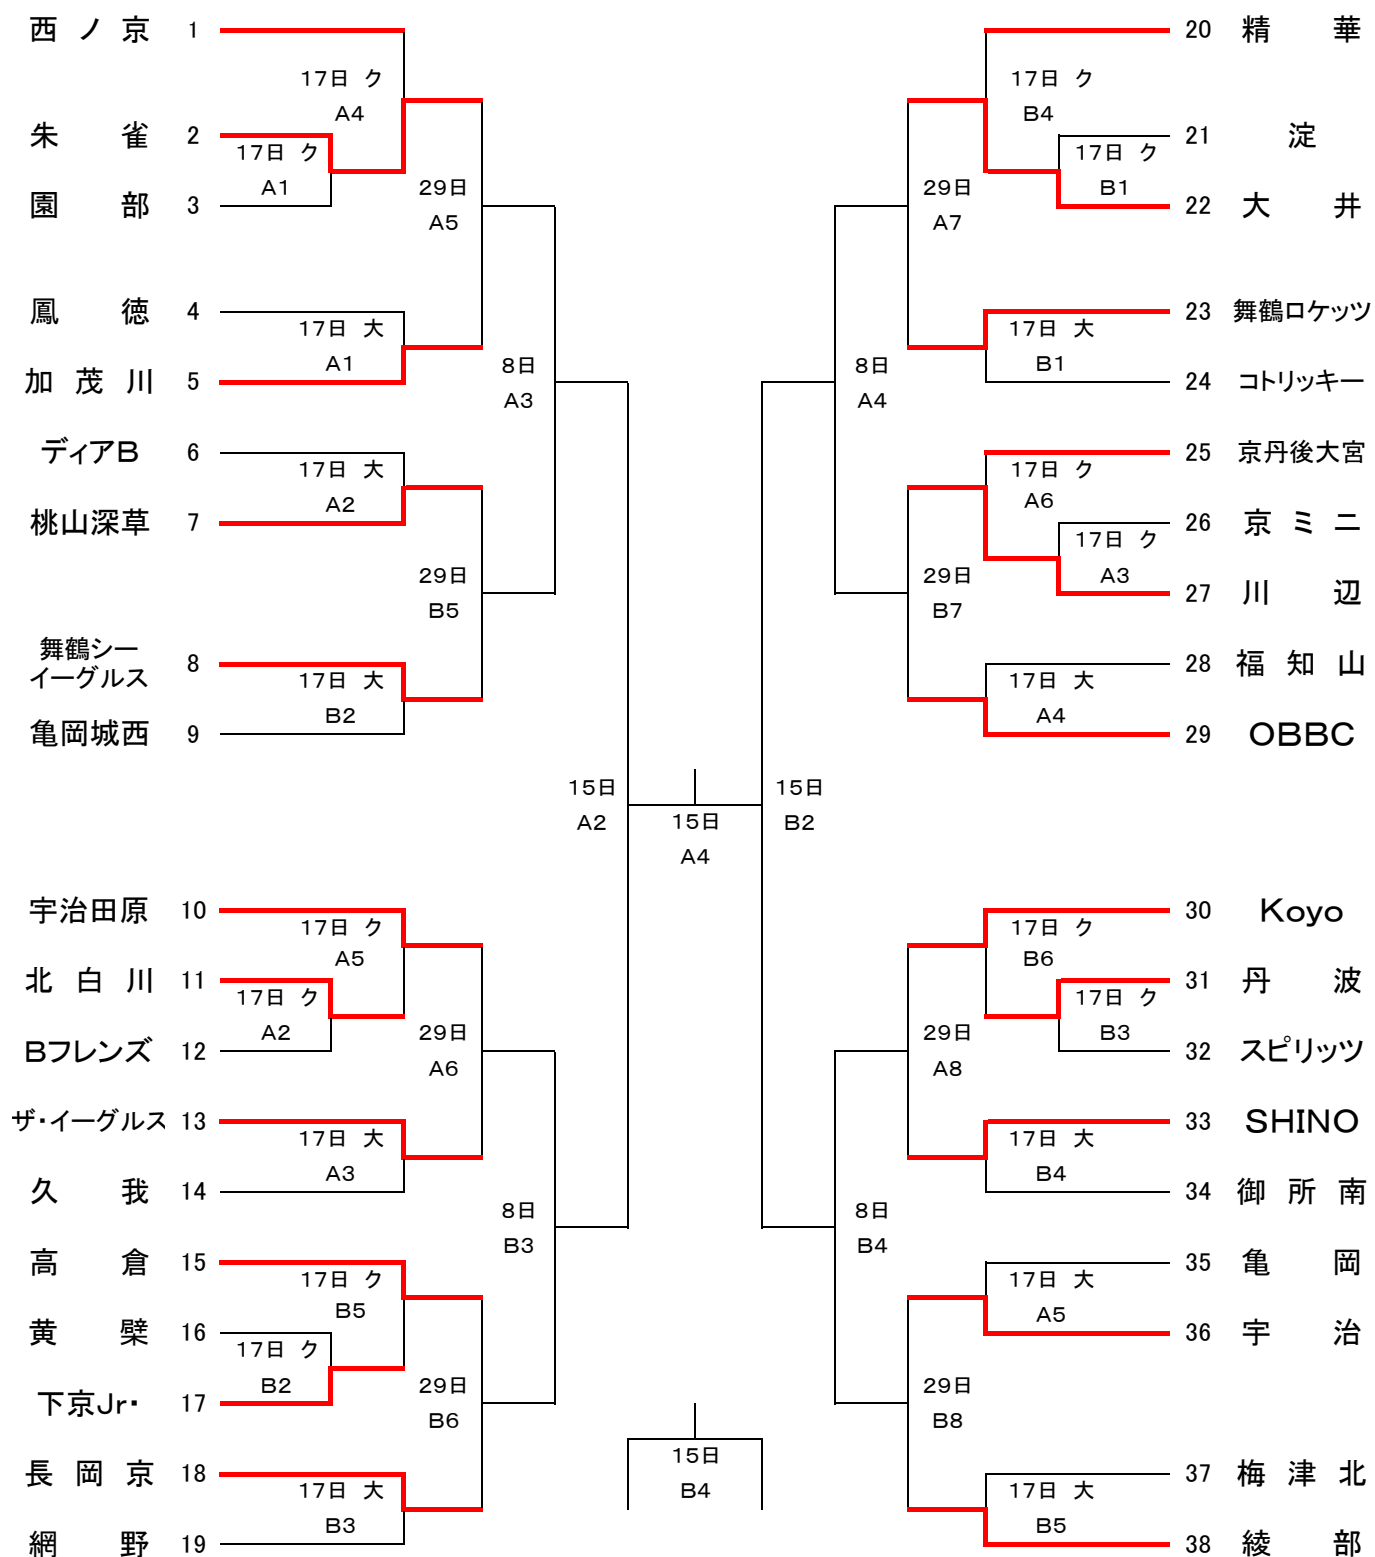 西ノ京 1
17日 ク
A4
朱雀 2
17日 ク
A1
園部 3
29日
A5
鳳徳 4
17日 大
A1
加茂川 5
8日
A3
ディアB 6
17日 大
A2
桃山深草 7
29日
B5
舞鶴シー
イーグルス 8
17日 大
B2
亀岡城西 9
15日
A2
宇治田原 10
17日 ク
A5
北白川 11
17日 ク
A2
Bフレンズ 12
29日
A6
ザ・イーグルス 13
17日 大
A3
久我 14
8日
B3
高倉 15
17日 ク
B5
黄檗 16
17日 ク
B2
下京Jr・ 17
29日
B6
長岡京 18
17日 大
B3
網野 19
15日
A4
15日
B4
20 精華
17日 ク
B4
21 淀
17日 ク
B1
22 大井
29日
A7
23 舞鶴ロケッツ
17日 大
B1
24 コトリッキー
8日
A4
25 京丹後大宮
17日 ク
A6
26 京ミニ
17日 ク
A3
27 川辺
29日
B7
28 福知山
17日 大
A4
29 OBBC
15日
B2
30 Koyo
17日 ク
B6
31 丹波
17日 ク
B3
32 スピリッツ
29日
A8
33 SHINO
17日 大
B4
34 御所南
8日
B4
35 亀岡
17日 大
A5
36 宇治
29日
B8
37 梅津北
17日 大
B5
38 綾部